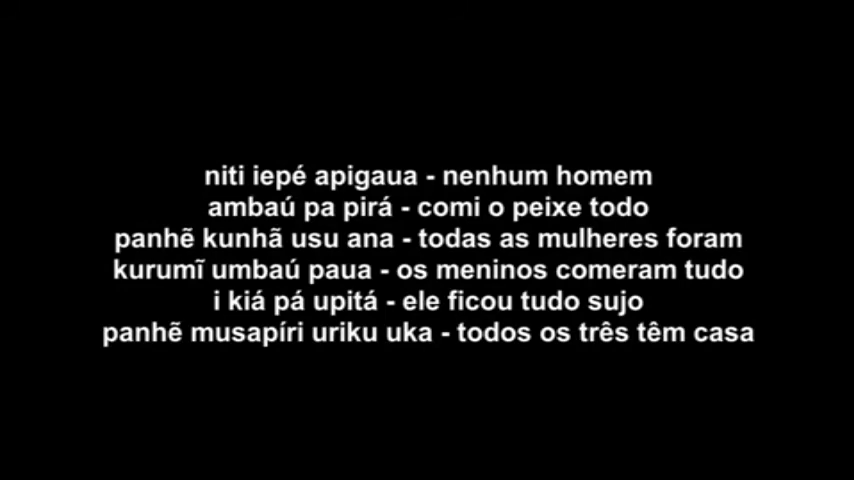 niti iepé apigaua - nenhum homem
ambaú pa pirá - comi o peixe todo
panhẽ kunhã usu ana - todas as mulheres foram
kurumĩ umbaú paua - os meninos comeram tudo
i kiá pá upitá - ele ficou tudo sujo
panhẽ musapíri uriku uka - todos os três têm casa